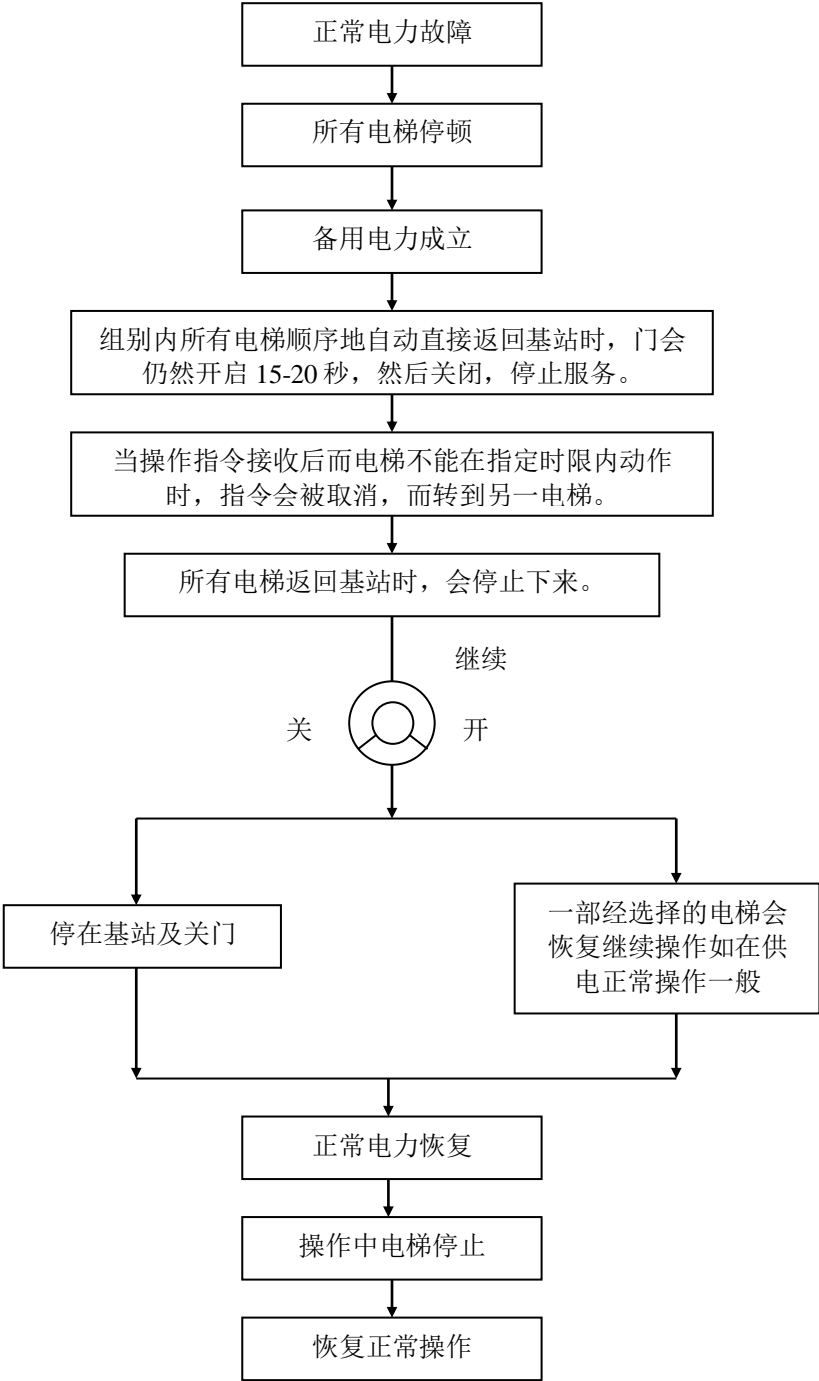 正常电力故障
所有电梯停顿
备用电力成立
组别内所有电梯顺序地自动直接返回基站时，门会
仍然开启 15-20 秒，然后关闭，停止服务。
当操作指令接收后而电梯不能在指定时限内动作
时，指令会被取消，而转到另一电梯。
所有电梯返回基站时，会停止下来。
继续
关
开
停在基站及关门
一部经选择的电梯会
恢复继续操作如在供
电正常操作一般
正常电力恢复
操作中电梯停止
恢复正常操作